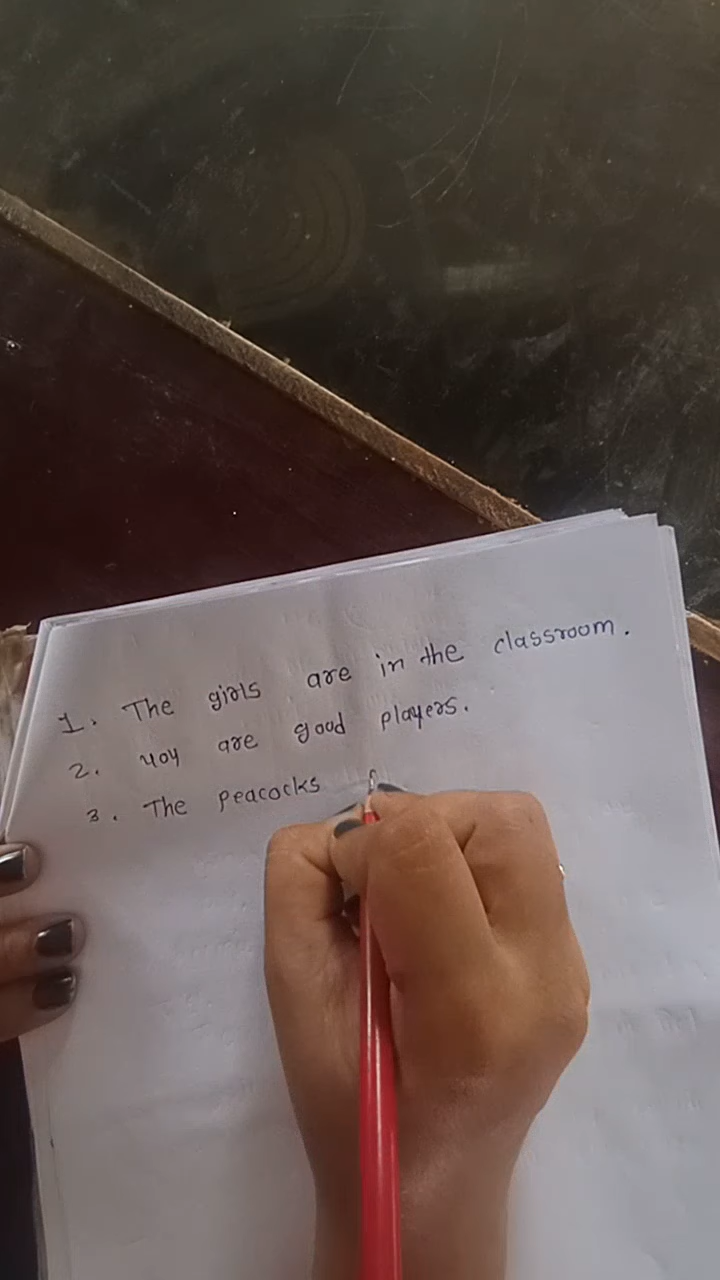 1. The girls are in the classroom.
2. you are good players.
3. The peacocks